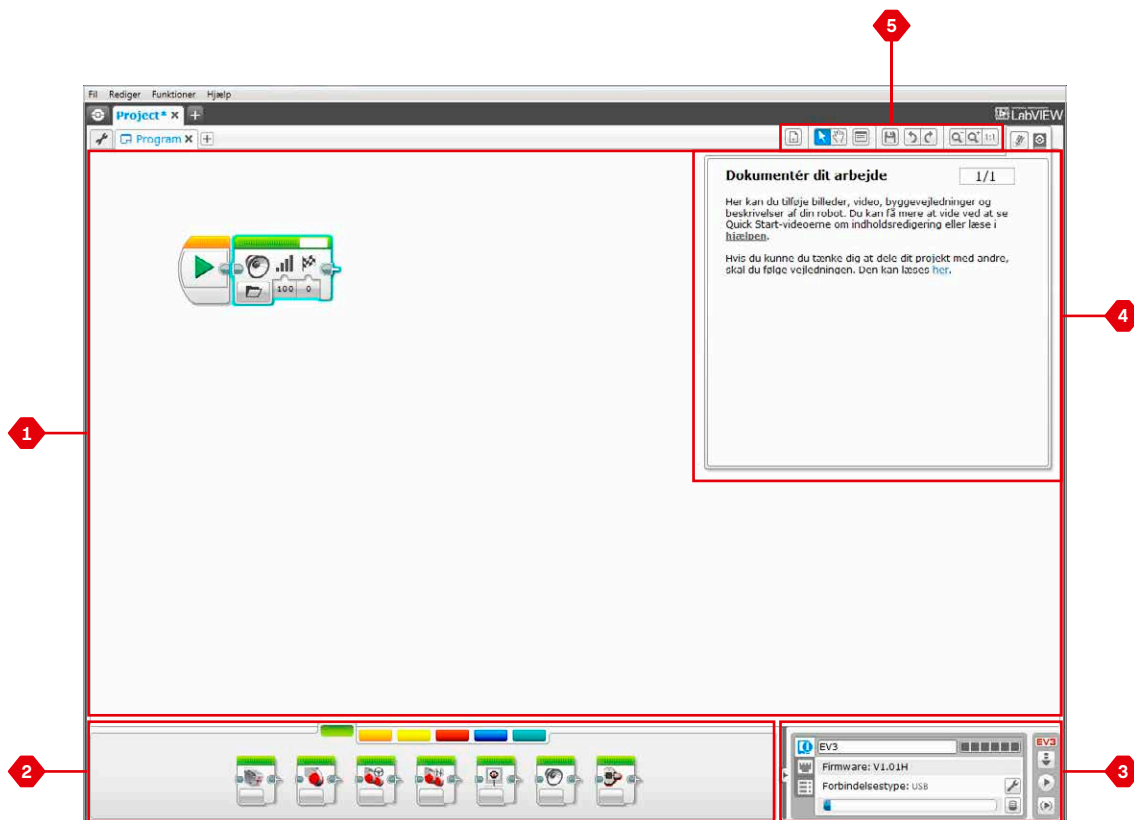 5
Fil Rediger Funktioner Hjælp
Project* x +
LabVIEW
Program x +
1:1
Dokumentér dit arbejde 1/1
Her kan du tilføje billeder, video, byggevejledninger og
beskrivelser af din robot. Du kan få mere at vide ved at se
Quick Start-videoerne om indholdsredigering eller læse i
hjælpen.
Hvis du kunne du tænke dig at dele dit projekt med andre,
skal du følge vejledningen. Den kan læses her.
100 0
4
1
2
EV3
EV3
Firmware: V1.01H
Forbindelsestype: USB
3